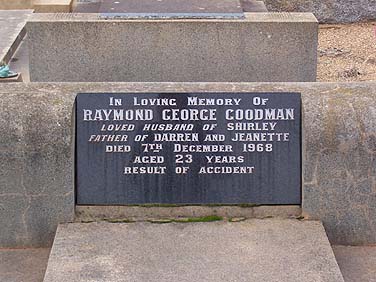 In Loving Memory Of
RAYMOND GEORGE GOODMAN
LOVED HUSBAND OF SHIRLEY
FATHER OF DARREN AND JEANETTE
DIED 7TH DECEMBER 1968
AGED 23 YEARS
RESULT OF ACCIDENT